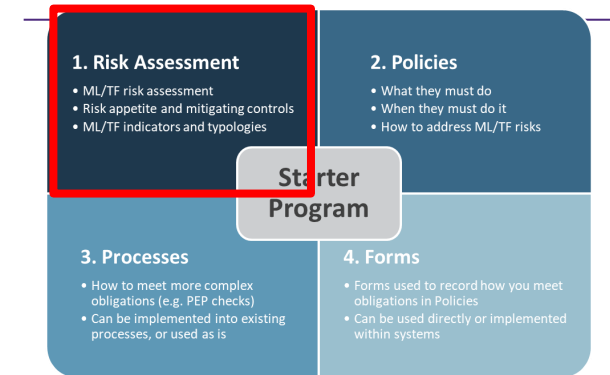 1. Risk Assessment
• ML/TF risk assessment
• Risk appetite and mitigating controls
• ML/TF indicators and typologies
2. Policies
• What they must do
• When they must do it
• How to address ML/TF risks
Starter
Program
3. Processes
• How to meet more complex
obligations (e.g. PEP checks)
• Can be implemented into existing
processes, or used as is
4. Forms
• Forms used to record how you meet
obligations in Policies
• Can be used directly or implemented
within systems